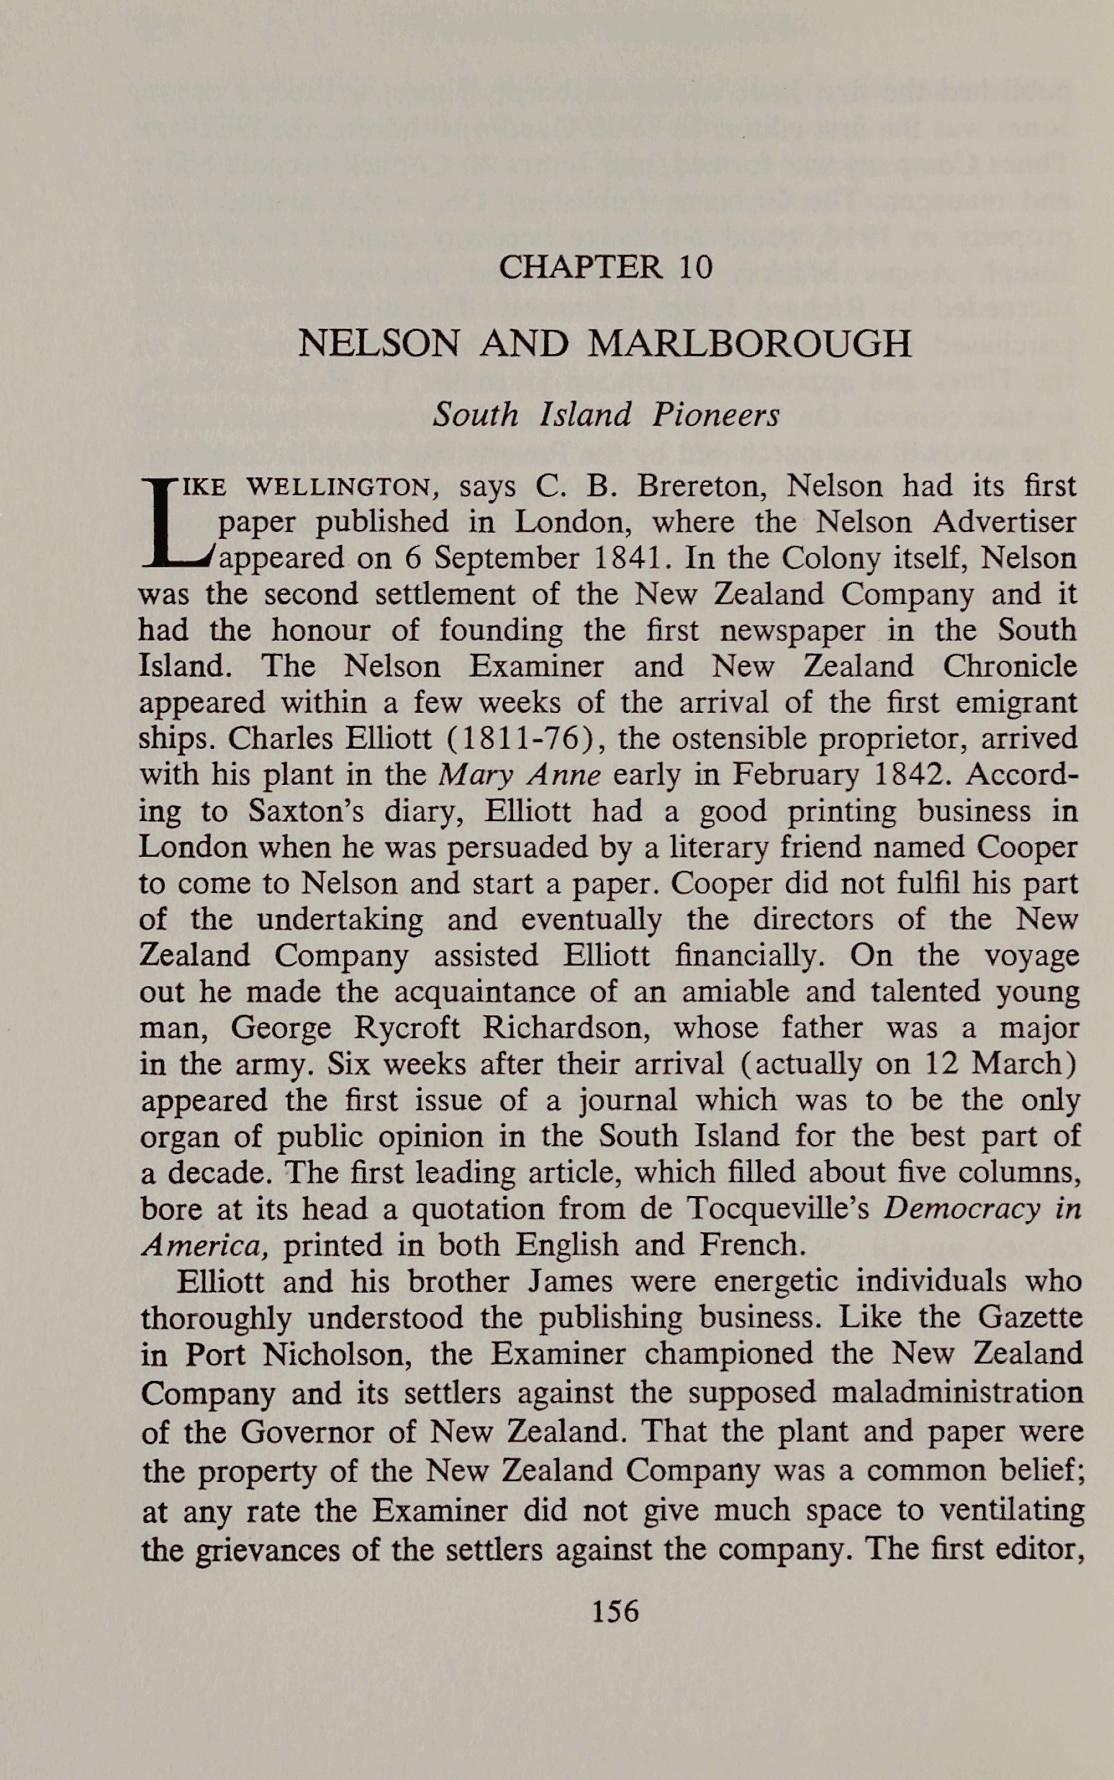 CHAPTER 10
NELSON AND MARLBOROUGH
South Island Pioneers
LIKE WELLINGTON, says C. B. Brereton, Nelson had its first
paper published in London, where the Nelson Advertiser
appeared on 6 September 1841. In the Colony itself, Nelson
was the second settlement of the New Zealand Company and it
had the honour of founding the first newspaper in the South
Island. The Nelson Examiner and New Zealand Chronicle
appeared within a few weeks of the arrival of the first emigrant
ships. Charles Elliott (1811-76), the ostensible proprietor, arrived
with his plant in the Mary Anne early in February 1842. Accord-
ing to Saxton's diary, Elliott had a good printing business in
London when he was persuaded by a literary friend named Cooper
to come to Nelson and start a paper. Cooper did not fulfil his part
of the undertaking and eventually the directors of the New
Zealand Company assisted Elliott financially. On the voyage
out he made the acquaintance of an amiable and talented young
man, George Rycroft Richardson, whose father was a major
in the army. Six weeks after their arrival (actually on 12 March)
appeared the first issue of a journal which was to be the only
organ of public opinion in the South Island for the best part of
a decade. The first leading article, which filled about five columns,
bore at its head a quotation from de Tocqueville's Democracy in
America, printed in both English and French.
Elliott and his brother James were energetic individuals who
thoroughly understood the publishing business. Like the Gazette
in Port Nicholson, the Examiner championed the New Zealand
Company and its settlers against the supposed maladministration
of the Governor of New Zealand. That the plant and paper were
the property of the New Zealand Company was a common belief;
at any rate the Examiner did not give much space to ventilating
the grievances of the settlers against the company. The first editor,
156